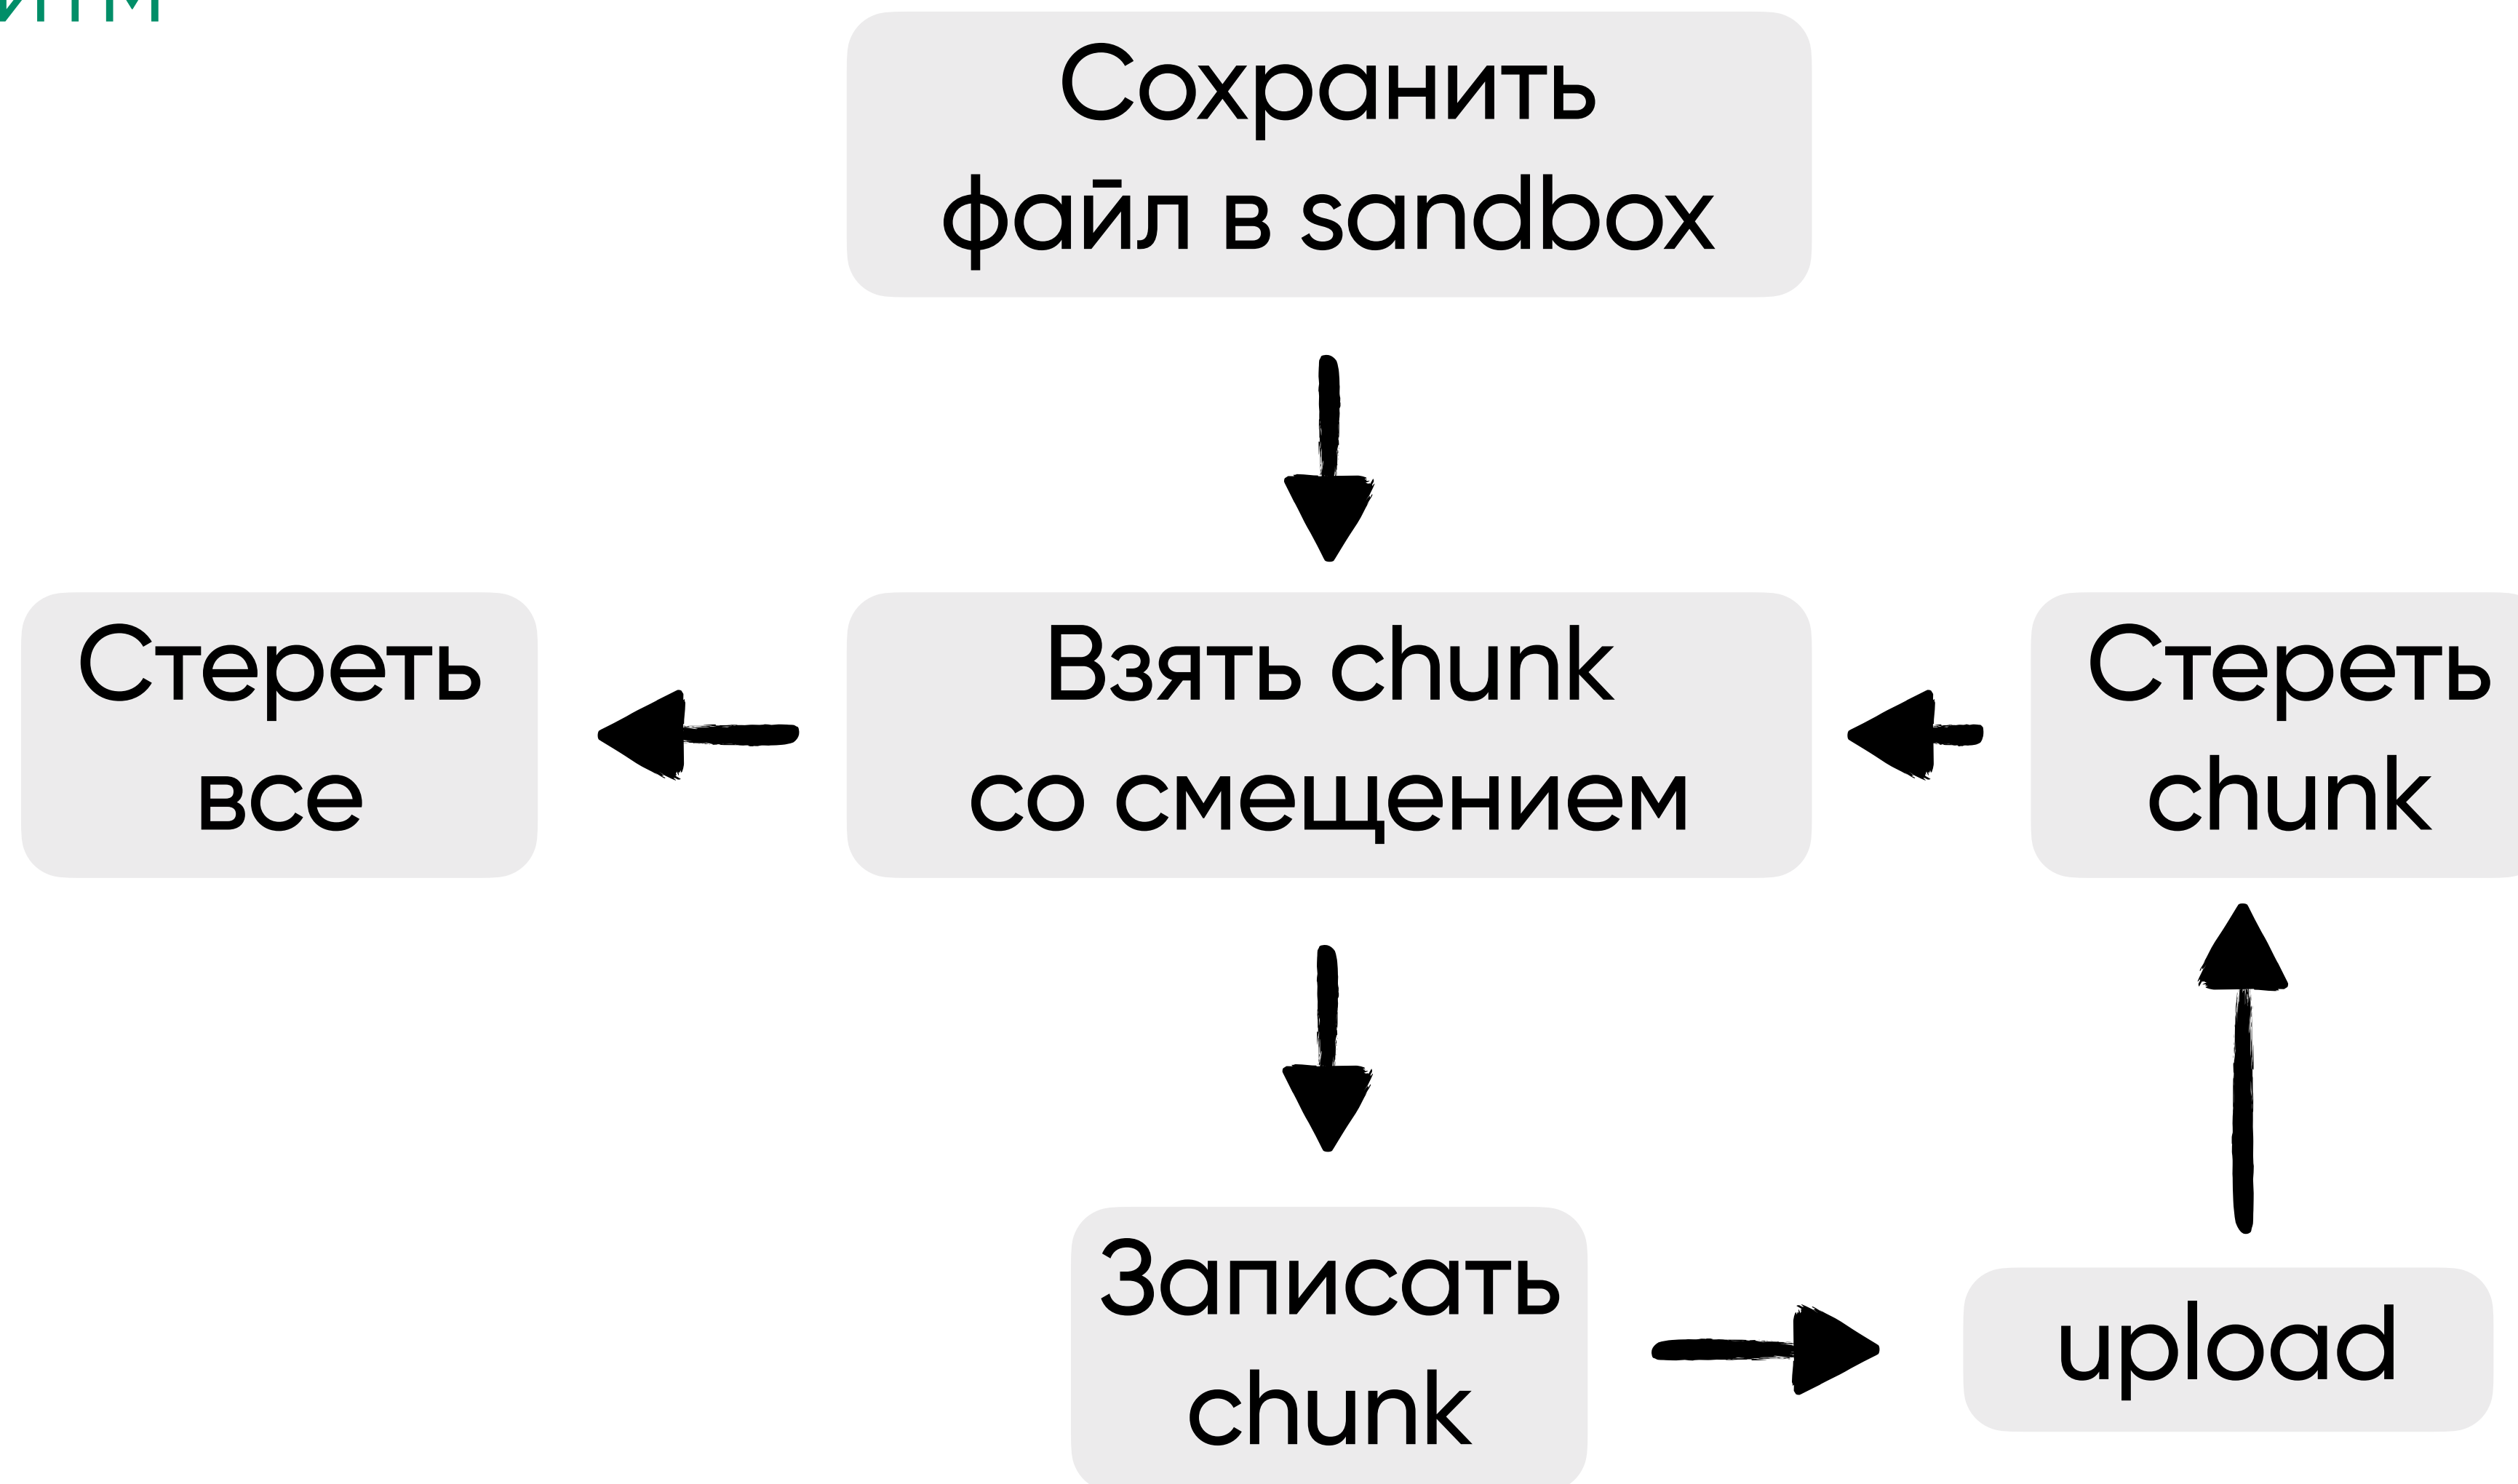 Сохранить
файл в sandbox
Стереть
все
Взять chunk
со смещением
Стереть
chunk
Записать
chunk
upload